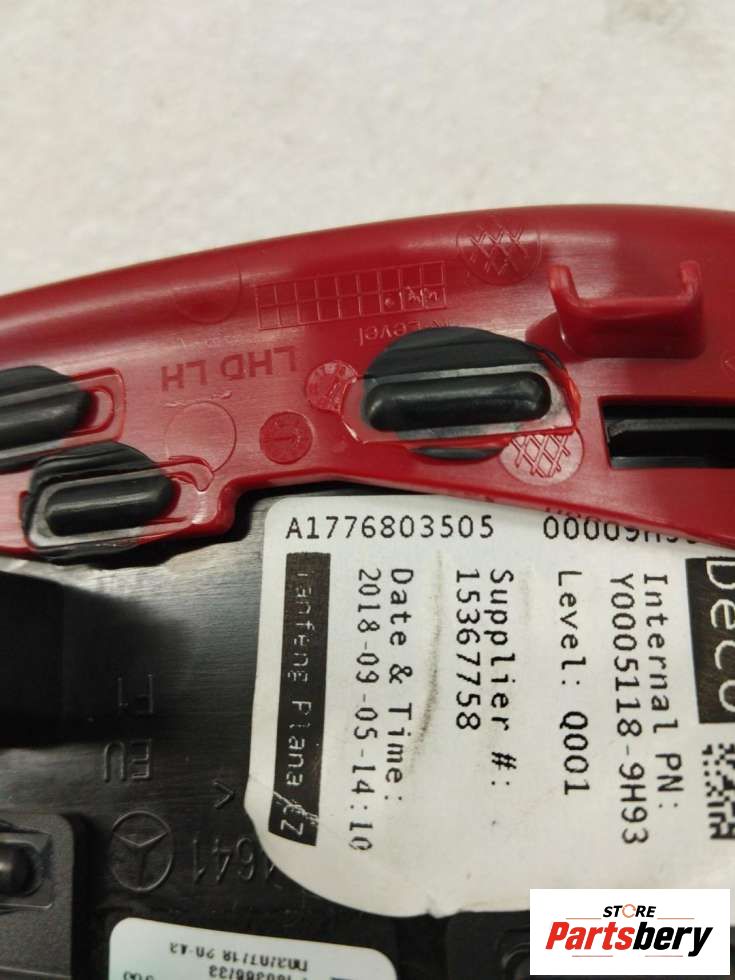 LHD LH
Level
A1776803505
Deco
Internal PN:
Y0005118-9H93
Level: Q001
Supplier #:
15367758
Date & Time:
2018-09-05-14:10
Plana
EU
STORE
Partsbery